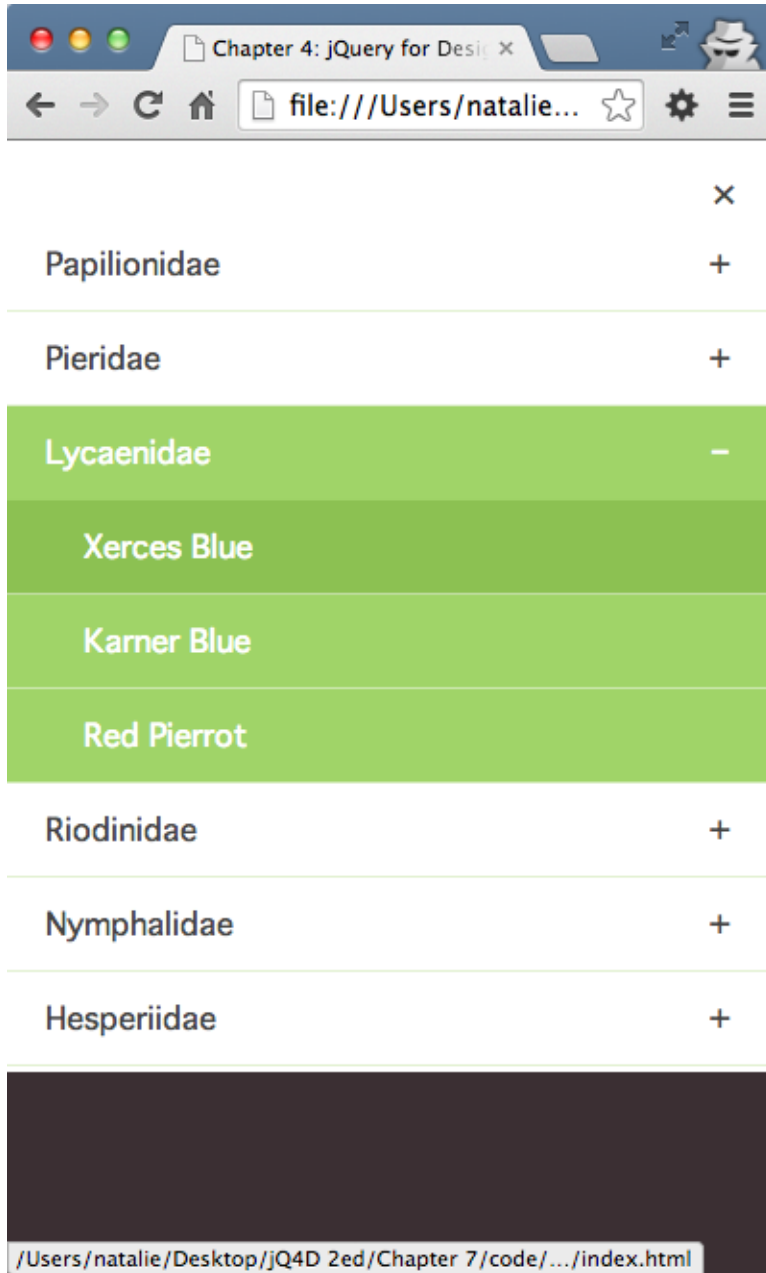 Chapter 4: jQuery for Desig ×
file:///Users/natalie...
×
Papilionidae +
Pieridae +
Lycaenidae −
Xerces Blue
Karner Blue
Red Pierrot
Riodinidae +
Nymphalidae +
Hesperiidae +
/Users/natalie/Desktop/jQ4D 2ed/Chapter 7/code/.../index.html